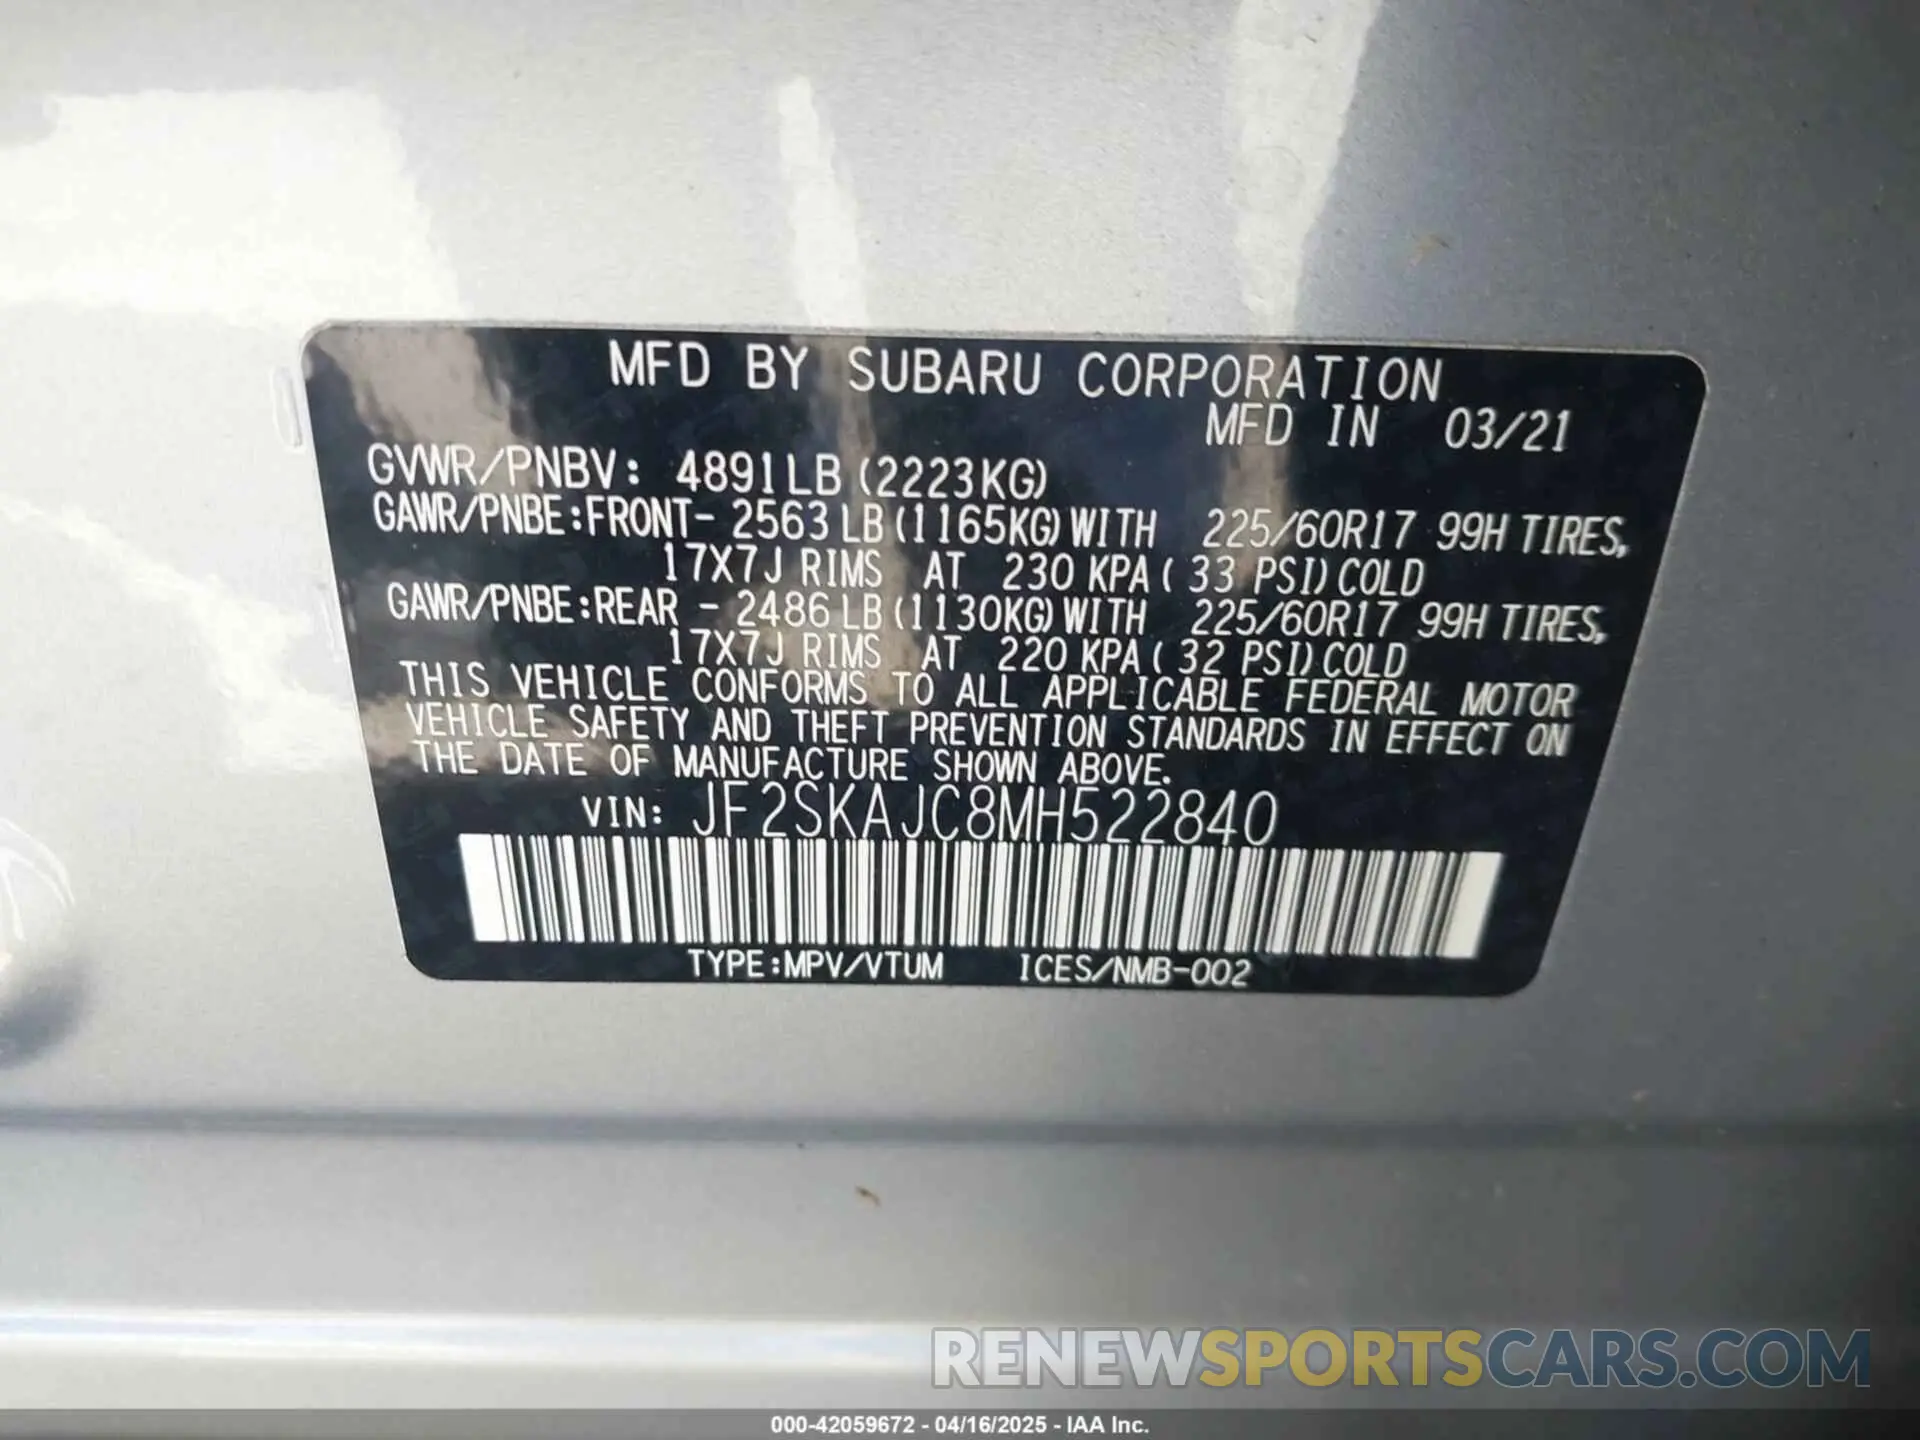 MFD BY SUBARU CORPORATION
MFD IN 03/21
GVWR/PNBV: 4891LB (2223KG)
GAWR/PNBE:FRONT- 2563 LB (1165KG) WITH 225/60R17 99H TIRES,
17X7J RIMS AT 230 KPA ( 33 PSI) COLD
GAWR/PNBE:REAR - 2486 LB (1130KG) WITH 225/60R17 99H TIRES,
17X7J RIMS AT 220 KPA ( 32 PSI) COLD
THIS VEHICLE CONFORMS TO ALL APPLICABLE FEDERAL MOTOR
VEHICLE SAFETY AND THEFT PREVENTION STANDARDS IN EFFECT ON
THE DATE OF MANUFACTURE SHOWN ABOVE.
VIN: JF2SKAJC8MH522840
TYPE:MPV/VTUM ICES/NMB-002
RENEWSPORTSCARS.COM
000-42059672 - 04/16/2025 - IAA Inc.